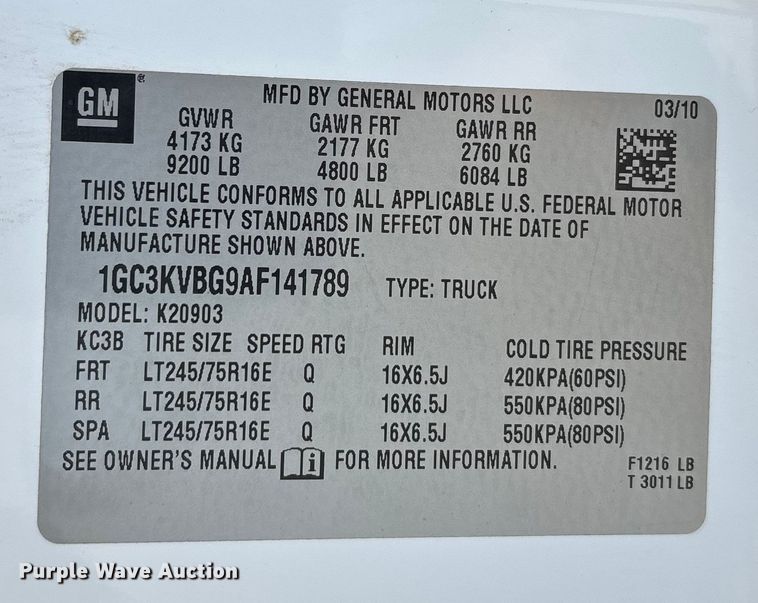 GM ®
MFD BY GENERAL MOTORS LLC 03/10
GVWR GAWR FRT GAWR RR
4173 KG 2177 KG 2760 KG
9200 LB 4800 LB 6084 LB
THIS VEHICLE CONFORMS TO ALL APPLICABLE U.S. FEDERAL MOTOR
VEHICLE SAFETY STANDARDS IN EFFECT ON THE DATE OF
MANUFACTURE SHOWN ABOVE.
1GC3KVBG9AF141789 TYPE: TRUCK
MODEL: K20903
KC3B TIRE SIZE SPEED RTG RIM COLD TIRE PRESSURE
FRT LT245/75R16E Q 16X6.5J 420KPA(60PSI)
RR LT245/75R16E Q 16X6.5J 550KPA(80PSI)
SPA LT245/75R16E Q 16X6.5J 550KPA(80PSI)
SEE OWNER'S MANUAL i FOR MORE INFORMATION. F1216 LB
T 3011 LB
Purple Wave Auction